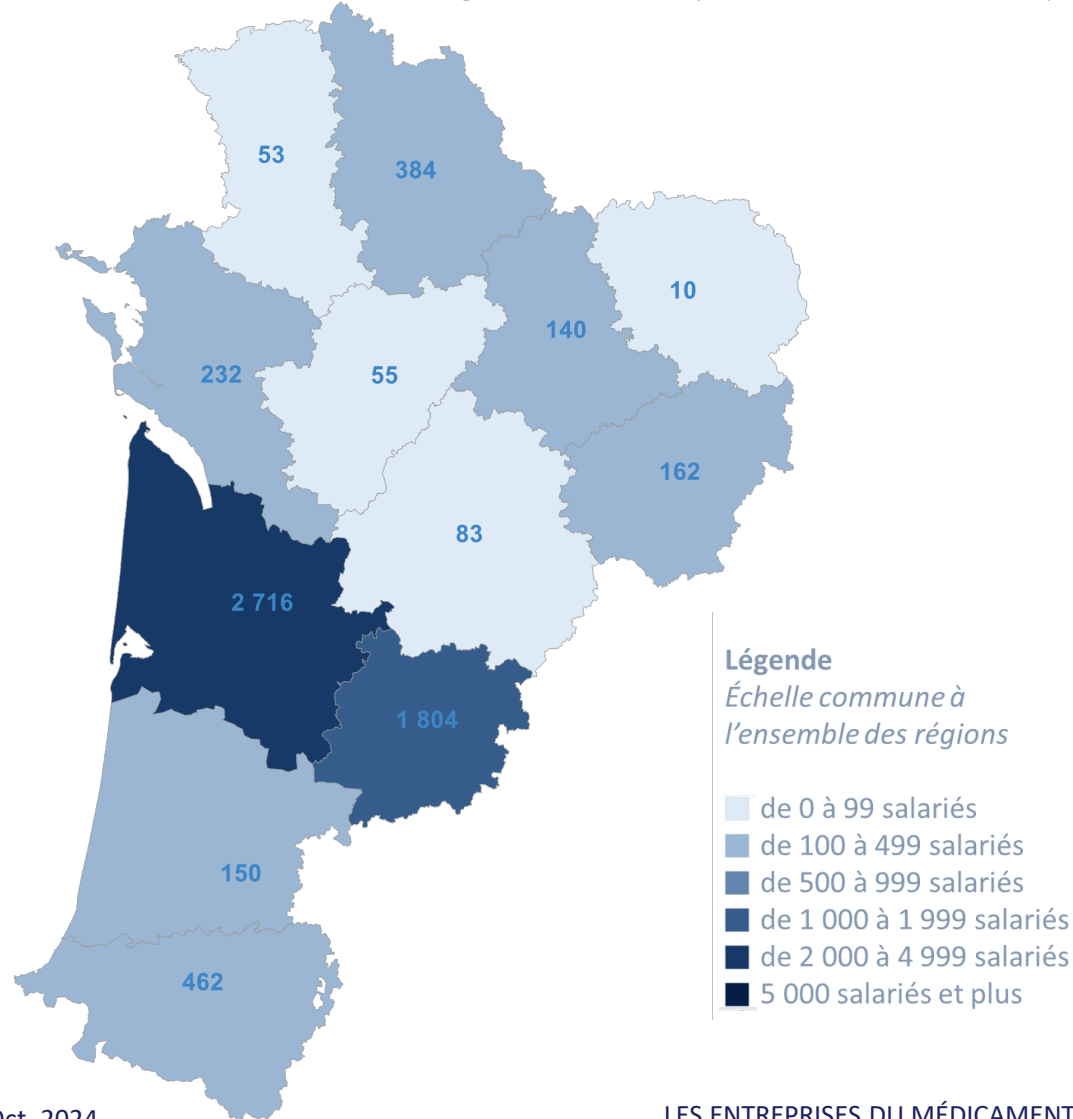 53
384
10
140
232
55
162
83
2 716
1 804
150
462
Légende
Échelle commune à
l’ensemble des régions
de 0 à 99 salariés
de 100 à 499 salariés
de 500 à 999 salariés
de 1 000 à 1 999 salariés
de 2 000 à 4 999 salariés
5 000 salariés et plus
Oct. 2024
LES ENTREPRISES DU MÉDICAMENT